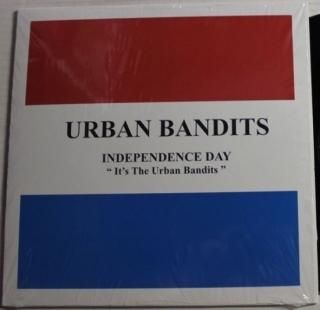 URBAN BANDITS
INDEPENDENCE DAY
“ It's The Urban Bandits ”